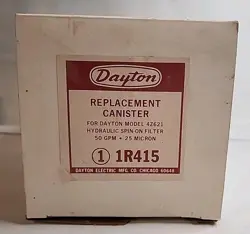 Dayton
REPLACEMENT
CANISTER
FOR DAYTON MODEL 4Z621
HYDRAULIC SPIN-ON FILTER
50 GPM • 25 MICRON
1 1R415
DAYTON ELECTRIC MFG. CO. CHICAGO 60648